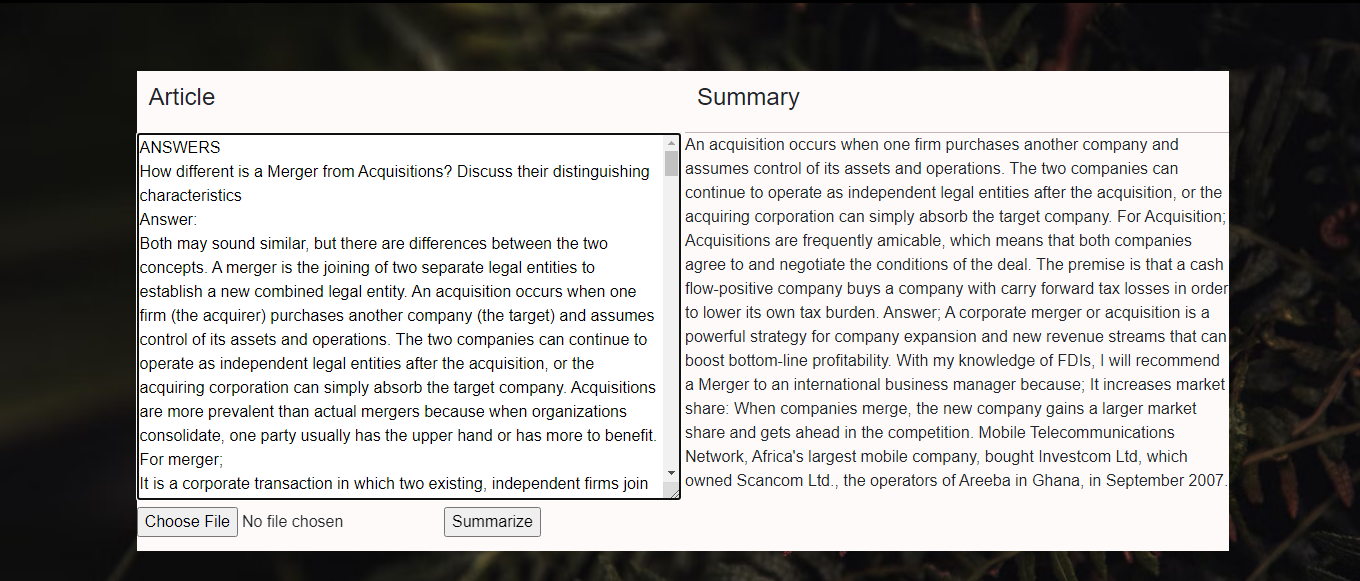 Article
ANSWERS
How different is a Merger from Acquisitions? Discuss their distinguishing
characteristics
Answer:
Both may sound similar, but there are differences between the two
concepts. A merger is the joining of two separate legal entities to
establish a new combined legal entity. An acquisition occurs when one
firm (the acquirer) purchases another company (the target) and assumes
control of its assets and operations. The two companies can continue to
operate as independent legal entities after the acquisition, or the
acquiring corporation can simply absorb the target company. Acquisitions
are more prevalent than actual mergers because when organizations
consolidate, one party usually has the upper hand or has more to benefit.
For merger;
It is a corporate transaction in which two existing, independent firms join
Choose File No file chosen
Summarize
Summary
An acquisition occurs when one firm purchases another company and
assumes control of its assets and operations. The two companies can
continue to operate as independent legal entities after the acquisition, or the
acquiring corporation can simply absorb the target company. For Acquisition;
Acquisitions are frequently amicable, which means that both companies
agree to and negotiate the conditions of the deal. The premise is that a cash
flow-positive company buys a company with carry forward tax losses in order
to lower its own tax burden. Answer; A corporate merger or acquisition is a
powerful strategy for company expansion and new revenue streams that can
boost bottom-line profitability. With my knowledge of FDIs, I will recommend
a Merger to an international business manager because; It increases market
share: When companies merge, the new company gains a larger market
share and gets ahead in the competition. Mobile Telecommunications
Network, Africa's largest mobile company, bought Investcom Ltd, which
owned Scancom Ltd., the operators of Areeba in Ghana, in September 2007.